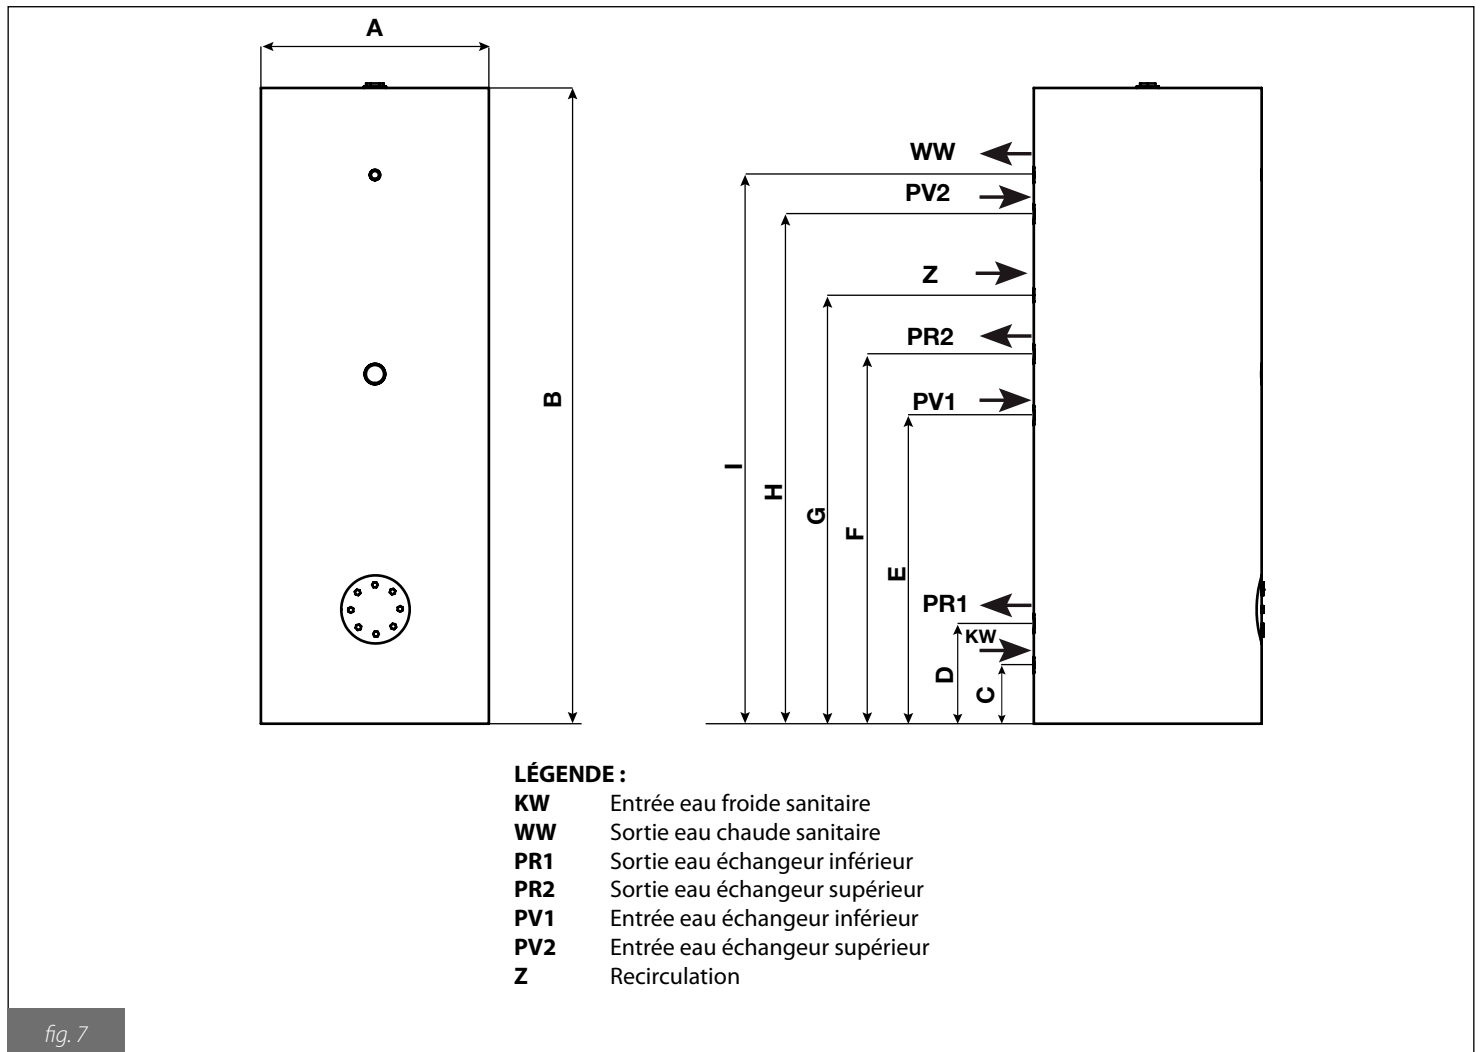 A
B
WW
PV2
Z
PR2
PV1
I
H
G
F
E
PR1
KW
D
C
LÉGENDE :
KW Entrée eau froide sanitaire
WW Sortie eau chaude sanitaire
PR1 Sortie eau échangeur inférieur
PR2 Sortie eau échangeur supérieur
PV1 Entrée eau échangeur inférieur
PV2 Entrée eau échangeur supérieur
Z Recirculation
fig. 7